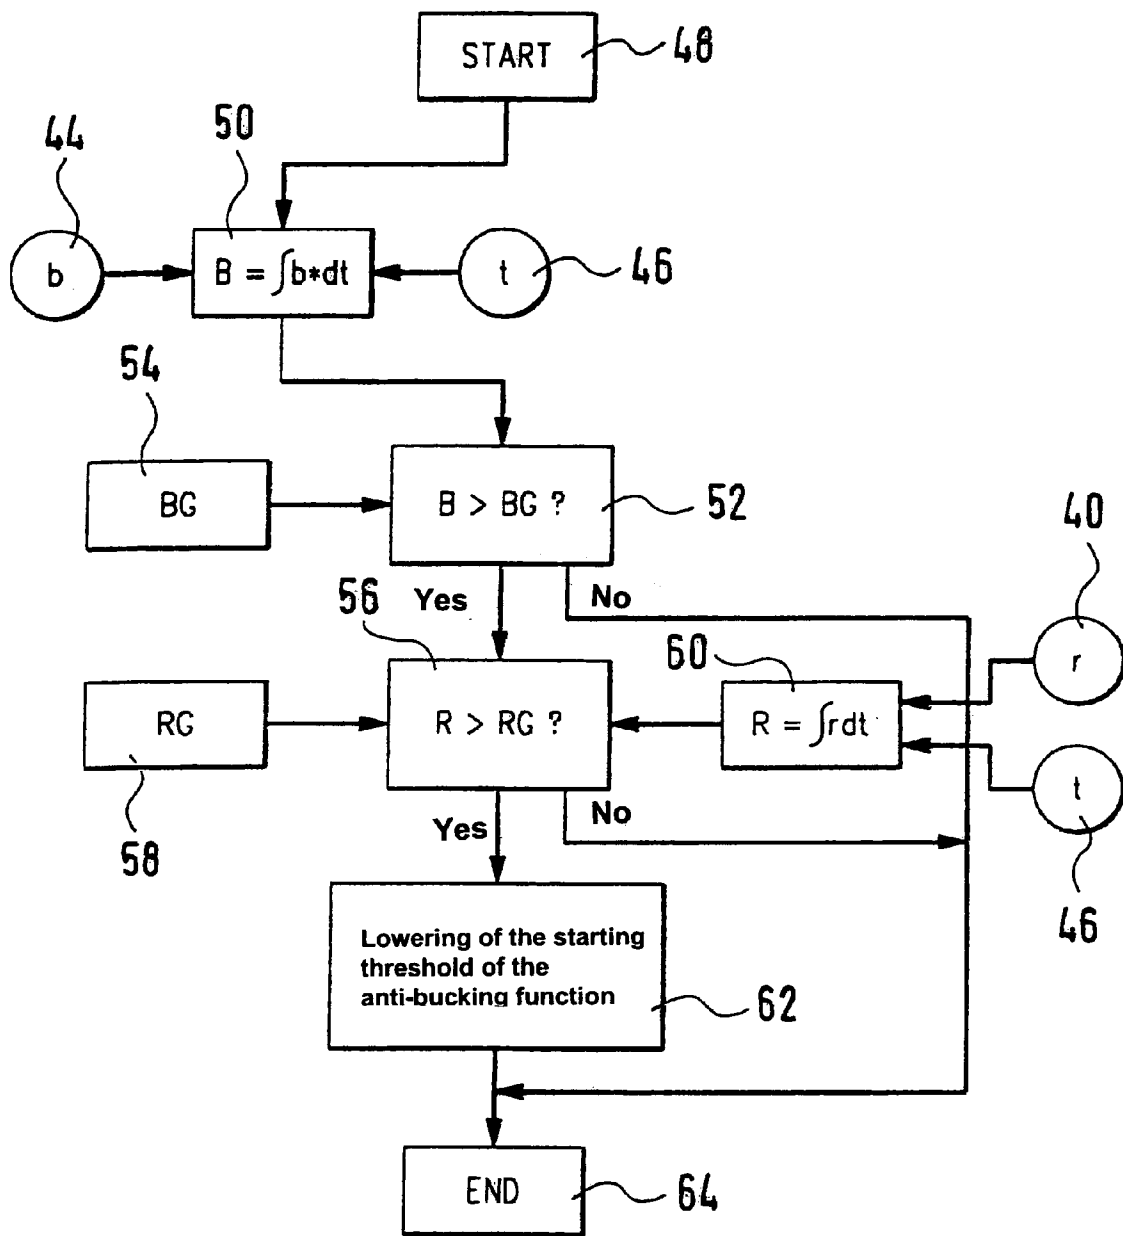 START
48
50
44
b
B = ∫b*dt
t
46
54
BG
B > BG ?
52
40
Yes
No
56
r
60
RG
R > RG ?
R = ∫rdt
t
58
Yes
No
46
Lowering of the starting
threshold of the
anti-bucking function
62
END
64